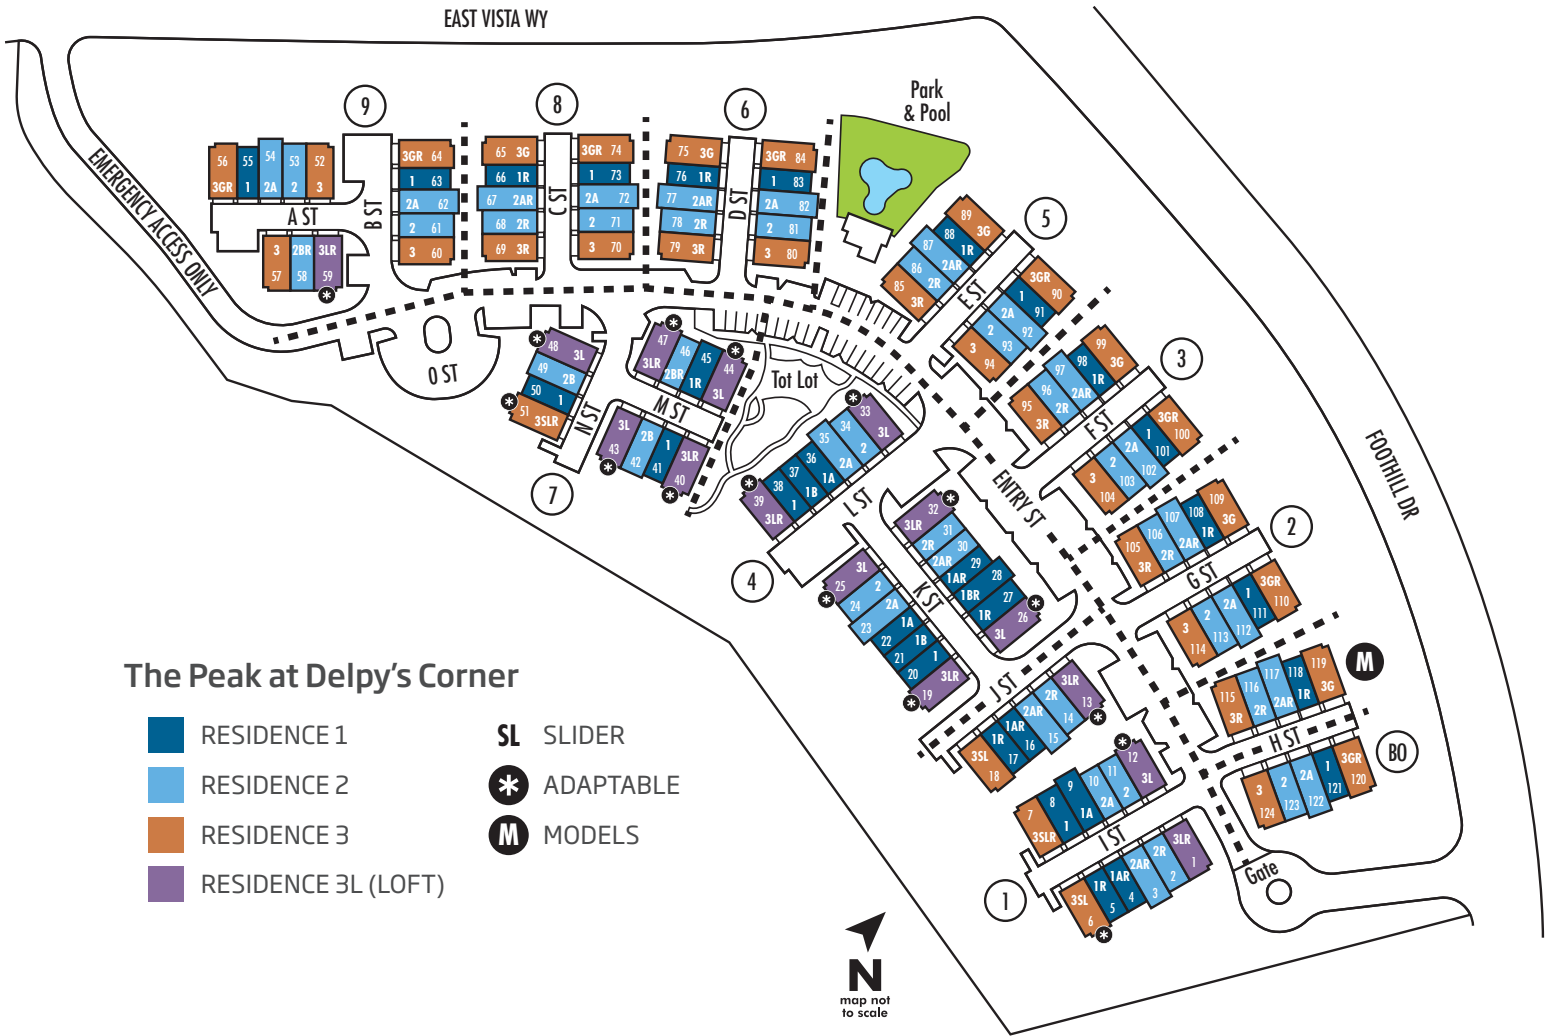 EAST VISTA WY
EMERGENCY ACCESS ONLY
FOOTHILL DR
ENTRY ST
Park
& Pool
Tot Lot
Gate
9
56 55 54 53 52
3GR 1 2A 2 3
A ST
3 2BR 3LR
57 58 59
*
B ST
3GR 64
1 63
2A 62
2 61
3 60
8
65 3G
66 1R
67 2AR
68 2R
69 3R
C ST
3GR 74
1 73
2A 72
2 71
3 70
6
75 3G
76 1R
77 2AR
78 2R
79 3R
D ST
3GR 84
1 83
2A 82
2 81
3 80
5
89 3G
88 1R
87 2AR
86 2R
85 3R
E ST
3GR 90
1 91
2A 92
2 93
3 94
3
99 3G
98 1R
97 2AR
96 2R
95 3R
F ST
3GR 100
1 101
2A 102
2 103
3 104
2
109 3G
108 1R
107 2AR
106 2R
105 3R
G ST
3GR 110
1 111
2A 112
2 113
3 114
M
119 3G
118 1R
117 2AR
116 2R
115 3R
H ST
BO
3GR 120
1 121
2A 122
2 123
3 124
O ST
7
* 48 3L
49 2B
50 1
* 51 3SLR
N ST
* 47 3LR
46 2BR
45 1R
* 44 3L
M ST
3L 43 *
2B 42
1 41
3LR 40 *
4
* 33 3L
34 2
35 2A
36 1A
37 1B
38 1
* 39 3LR
L ST
3LR 32 *
2R 31
2AR 30
1AR 29
1BR 28
1R 27
3L 26 *
K ST
3L 25 *
2 24
2A 23
1A 22
1B 21
1 20
3LR 19 *
J ST
3LR 13 *
2R 14
2AR 15
1AR 16
1R 17
3SL 18
1
* 12 3L
11 2
10 2A
9 1A
8 1
7 3SLR
I ST
3LR 1
2R 2
2AR 3
1AR 4
1R 5
3SL 6 *
The Peak at Delpy's Corner
RESIDENCE 1
RESIDENCE 2
RESIDENCE 3
RESIDENCE 3L (LOFT)
SL SLIDER
* ADAPTABLE
M MODELS
N
map not
to scale